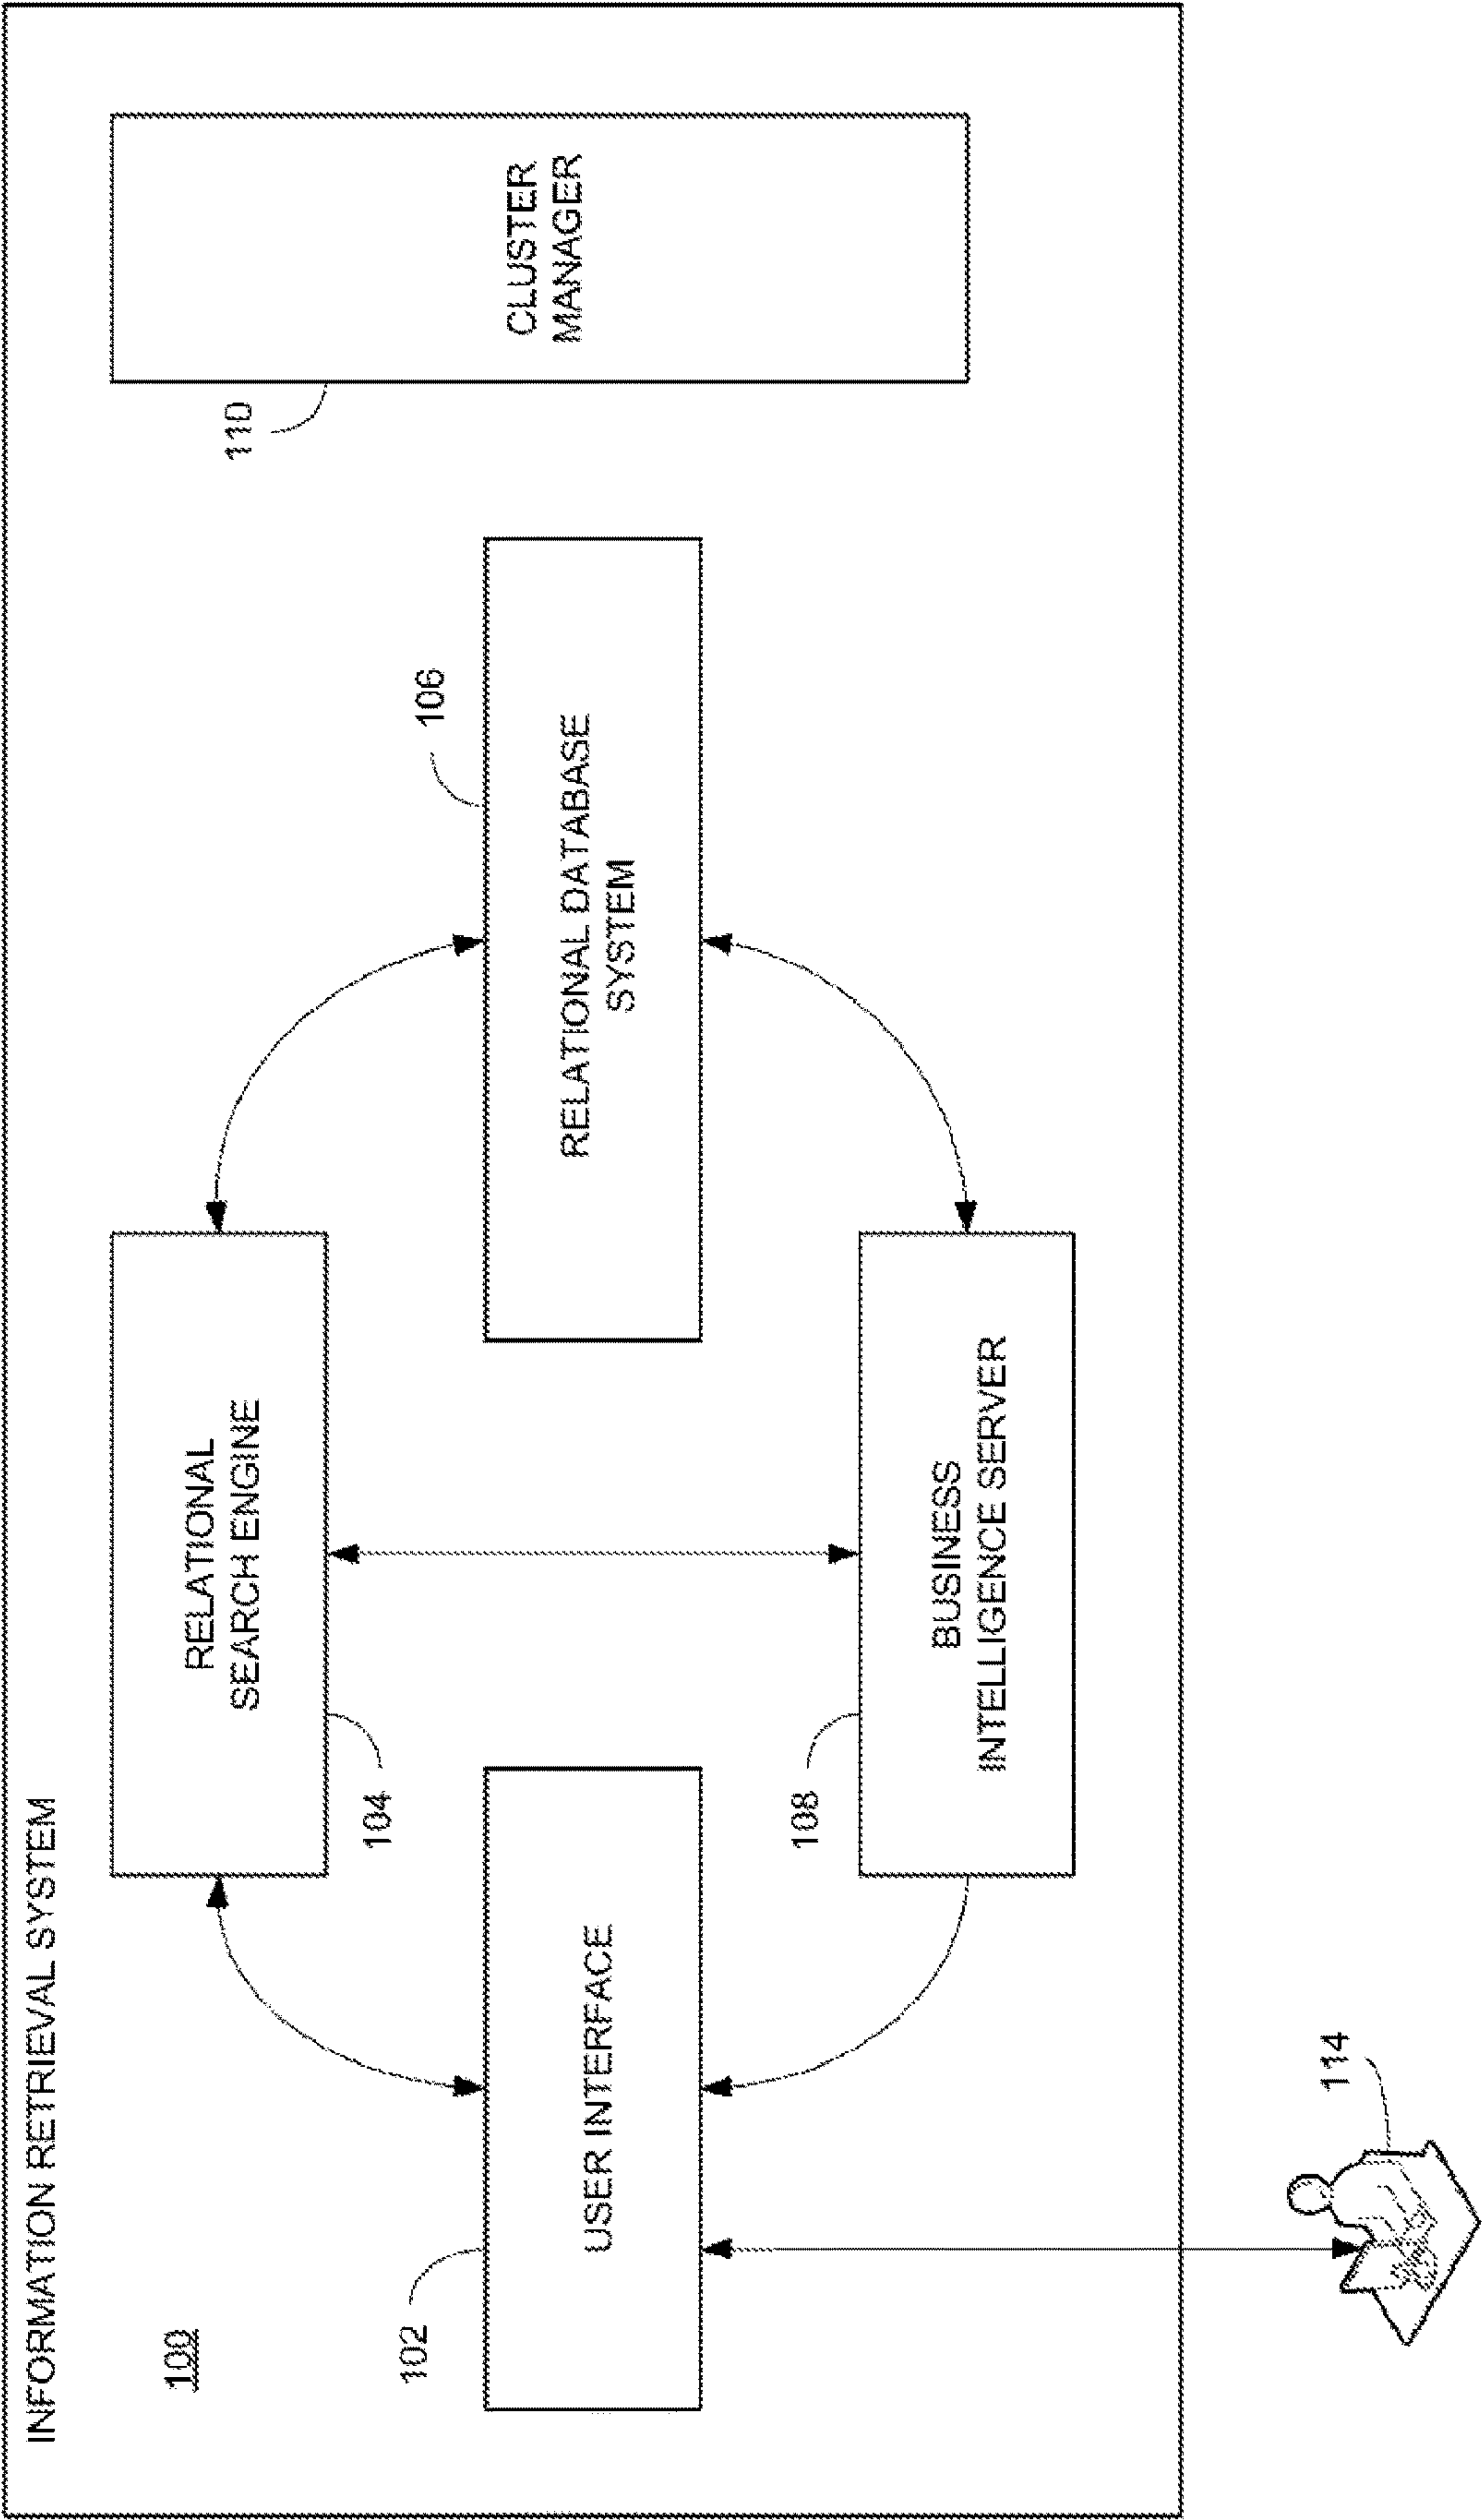 INFORMATION RETRIEVAL SYSTEM
100
RELATIONAL
SEARCH ENGINE
104
102
USER INTERFACE
106
RELATIONAL DATABASE
SYSTEM
108
BUSINESS
INTELLIGENCE SERVER
110
CLUSTER
MANAGER
114